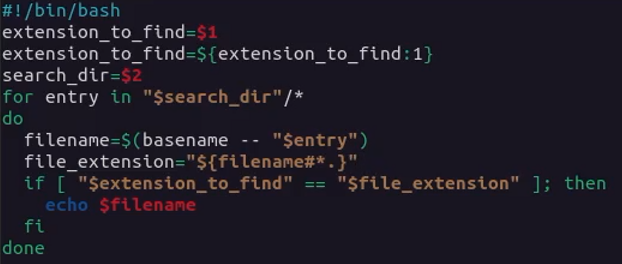 #!/bin/bash
extension_to_find=$1
extension_to_find=${extension_to_find:1}
search_dir=$2
for entry in "$search_dir"/*
do
  filename=$(basename -- "$entry")
  file_extension="${filename#*.}"
  if [ "$extension_to_find" == "$file_extension" ]; then
    echo $filename
  fi
done